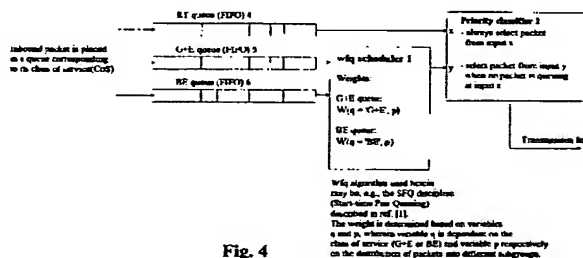 RT queue (FIFO) 4
Inbound packet is placed
in a queue corresponding
to its class of service(CoS)
G+E queue (FIFO) 5
BE queue (FIFO) 6
wfq scheduler 1
Weights:
G+E queue:
W(q = 'G+E', p)
BE queue:
W(q = 'BE', p)
Priority classifier 2
x - always select packet
from input x
y - select packet from input y
when no packet is queuing
at input x
Transmission
Wfq algorithm used herein
may be, e.g., the SFQ discipline
(Start-time Fair Queuing)
described in ref. [1].
The weight is determined based on variables
q and p, wherein variable q is dependent on the
class of service (G+E or BE) and variable p respectively
on the distribution of packets into different subgroups.
Fig. 4